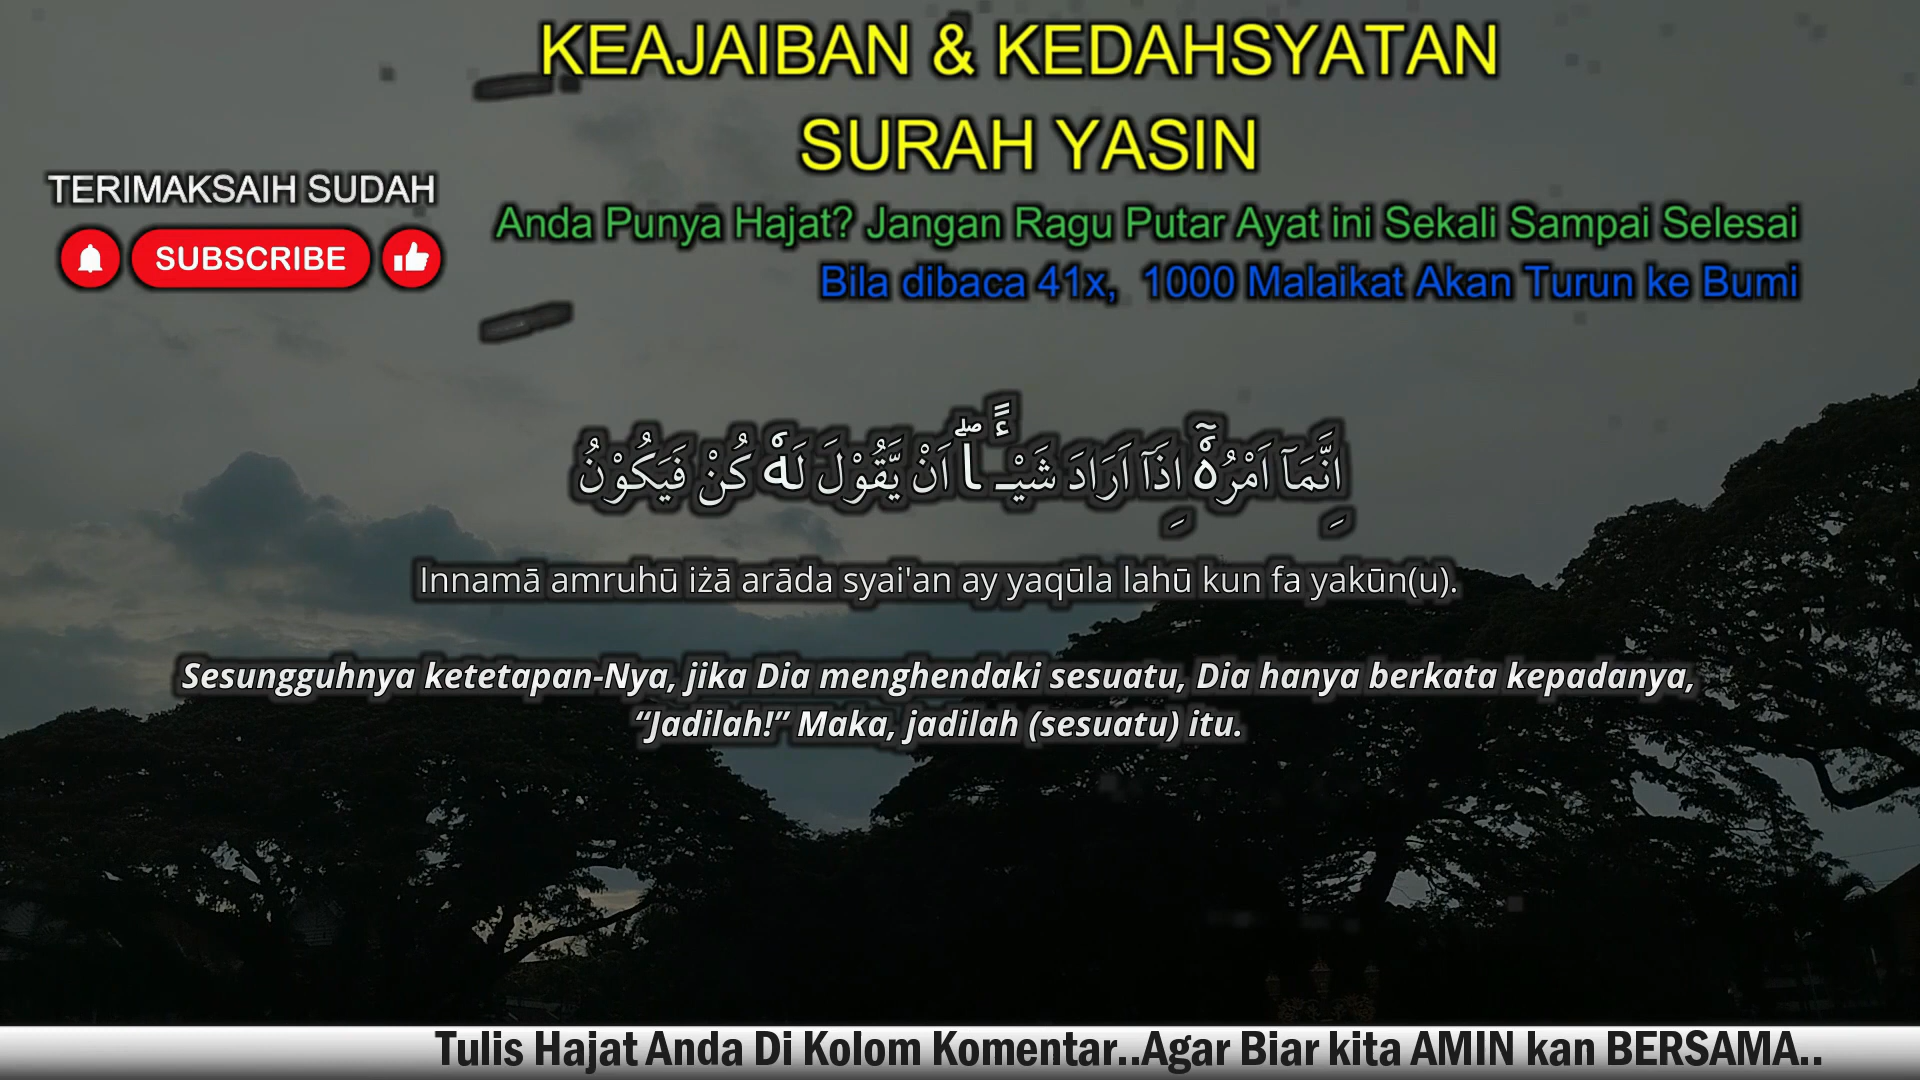 KEAJAIBAN & KEDAHSYATAN
SURAH YASIN
TERIMAKSAIH SUDAH
SUBSCRIBE
Anda Punya Hajat? Jangan Ragu Putar Ayat ini Sekali Sampai Selesai
Bila dibaca 41x, 1000 Malaikat Akan Turun ke Bumi
اِنَّمَآ اَمْرُهٗٓ اِذَآ اَرَادَ شَيْـًٔاۖ اَنْ يَّقُوْلَ لَهٗ كُنْ فَيَكُوْنُ
Innamā amruhū iżā arāda syai'an ay yaqūla lahū kun fa yakūn(u).
Sesungguhnya ketetapan-Nya, jika Dia menghendaki sesuatu, Dia hanya berkata kepadanya,
“Jadilah!” Maka, jadilah (sesuatu) itu.
Tulis Hajat Anda Di Kolom Komentar..Agar Biar kita AMIN kan BERSAMA..